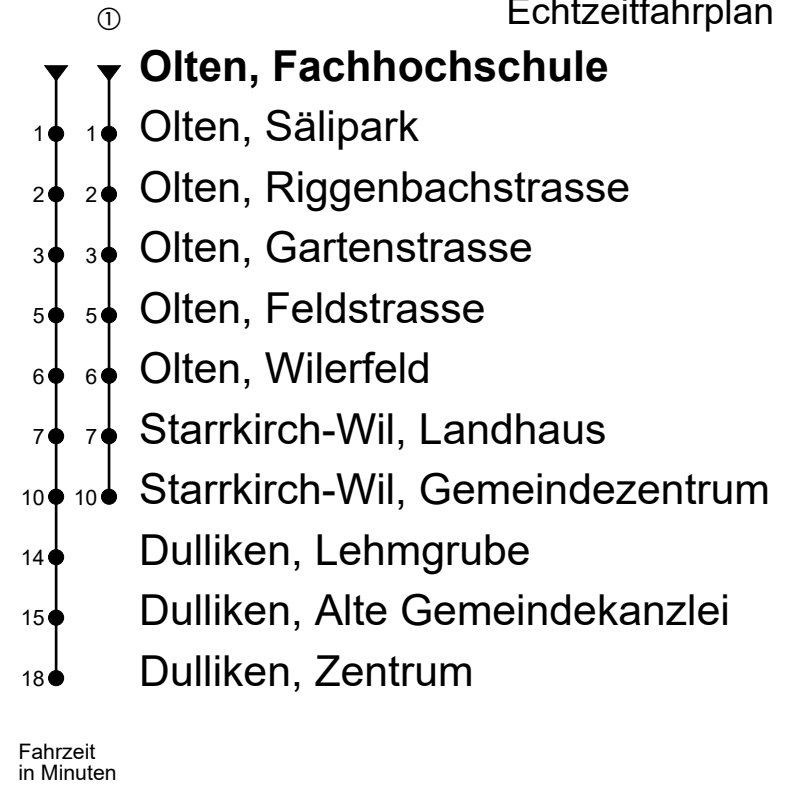 Echtzeitfahrplan
①
Olten, Fachhochschule
1 1 Olten, Sälipark
2 2 Olten, Riggenbachstrasse
3 3 Olten, Gartenstrasse
5 5 Olten, Feldstrasse
6 6 Olten, Wilerfeld
7 7 Starrkirch-Wil, Landhaus
10 10 Starrkirch-Wil, Gemeindezentrum
14 Dulliken, Lehmgrube
15 Dulliken, Alte Gemeindekanzlei
18 Dulliken, Zentrum
Fahrzeit
in Minuten